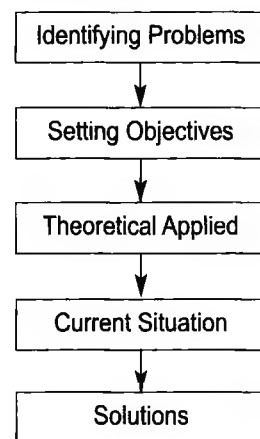 Identifying Problems
Setting Objectives
Theoretical Applied
Current Situation
Solutions